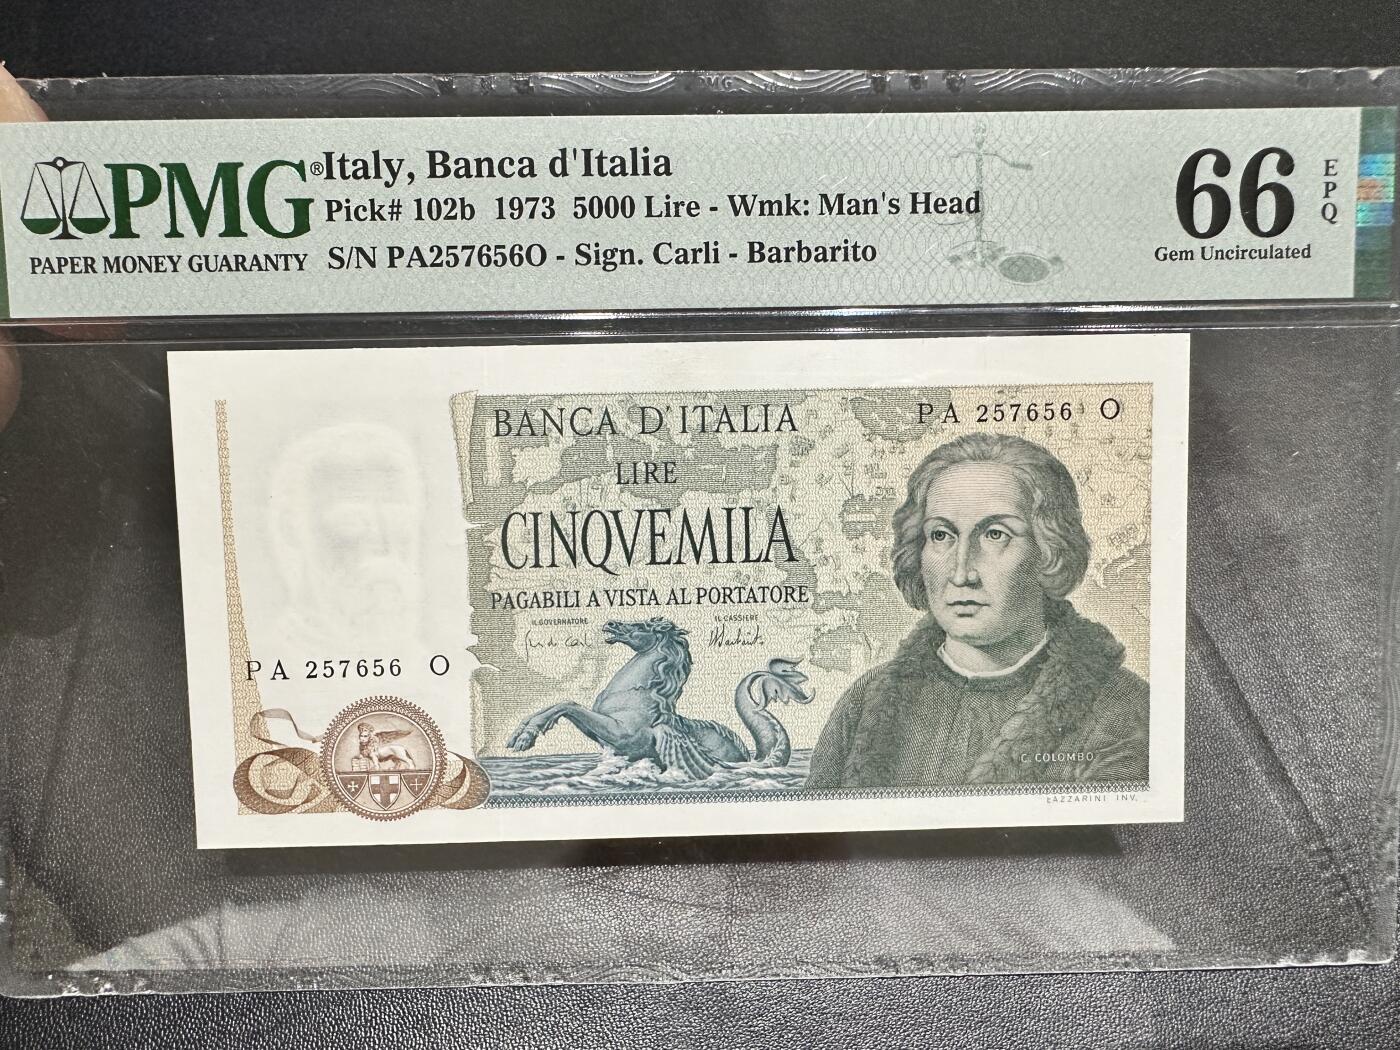 PMG
PMG®
PAPER MONEY GUARANTY
Italy, Banca d'Italia
Pick# 102b 1973 5000 Lire - Wmk: Man's Head
S/N PA257656O - Sign. Carli - Barbarito
66
EPQ
Gem Uncirculated
BANCA D'ITALIA
PA 257656 O
LIRE
CINQVEMILA
PAGABILI A VISTA AL PORTATORE
IL GOVERNATORE
IL CASSIERE
PA 257656 O
C. COLOMBO
LAZZARINI INV.